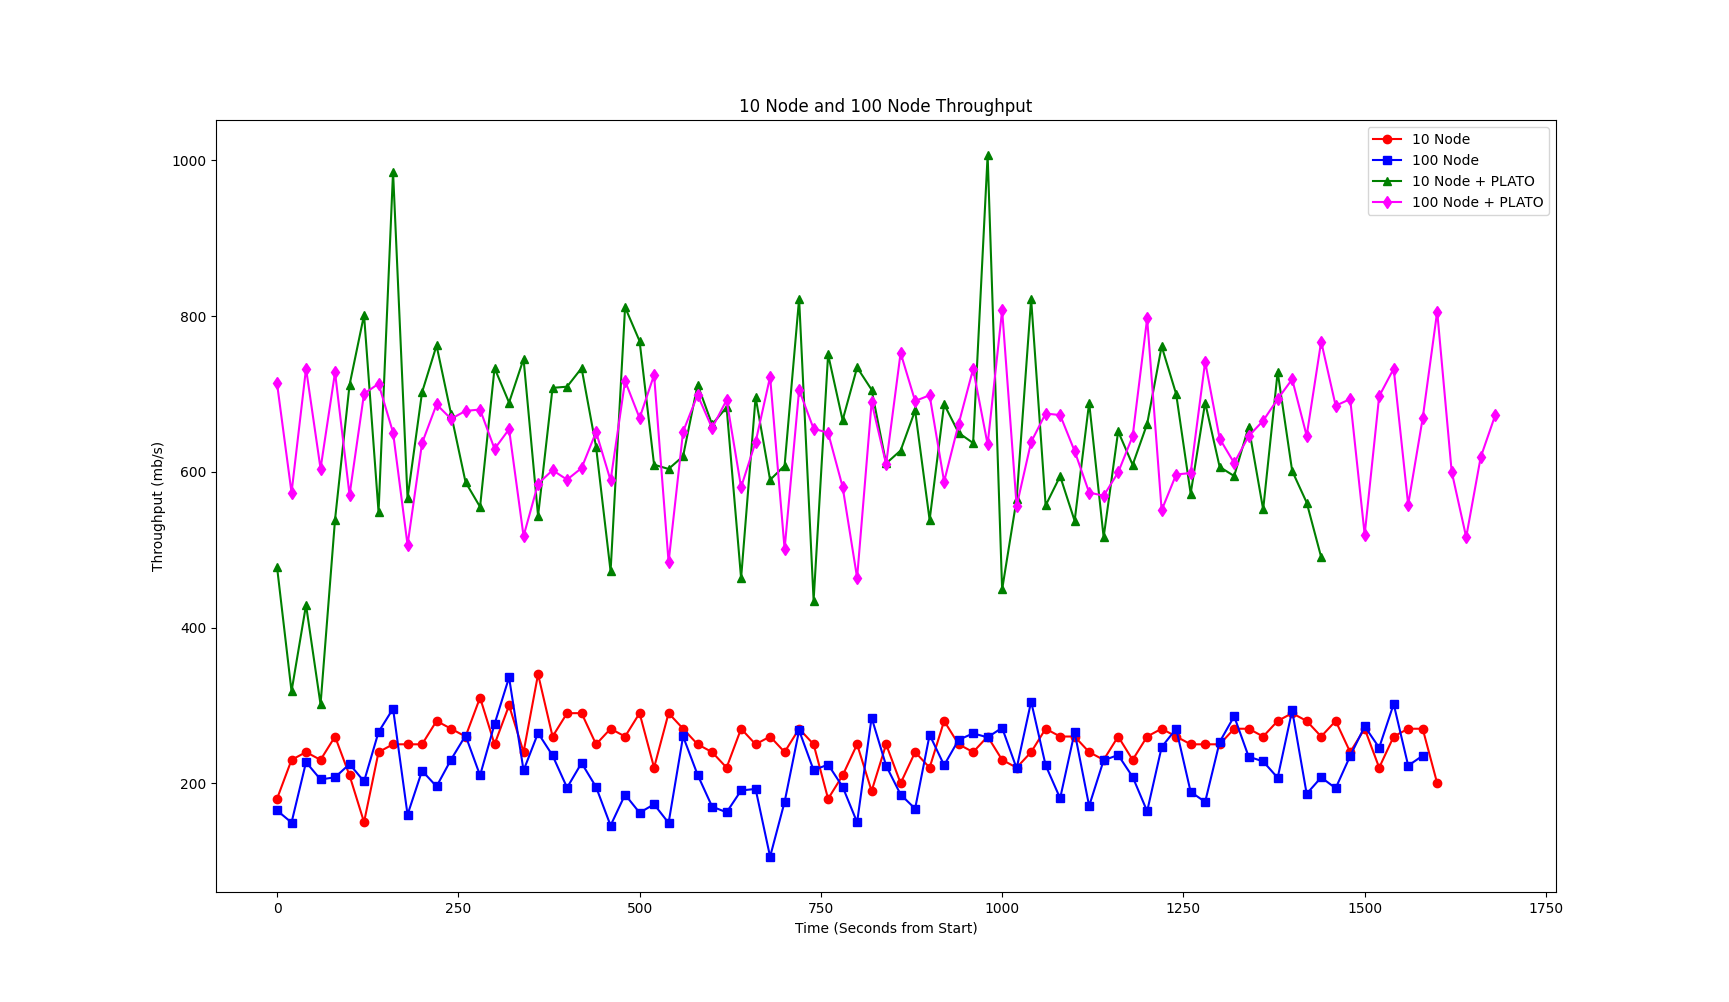 10 Node and 100 Node Throughput
10 Node
100 Node
10 Node + PLATO
100 Node + PLATO
Throughput (mb/s)
1000
800
600
400
200
0 250 500 750 1000 1250 1500 1750
Time (Seconds from Start)